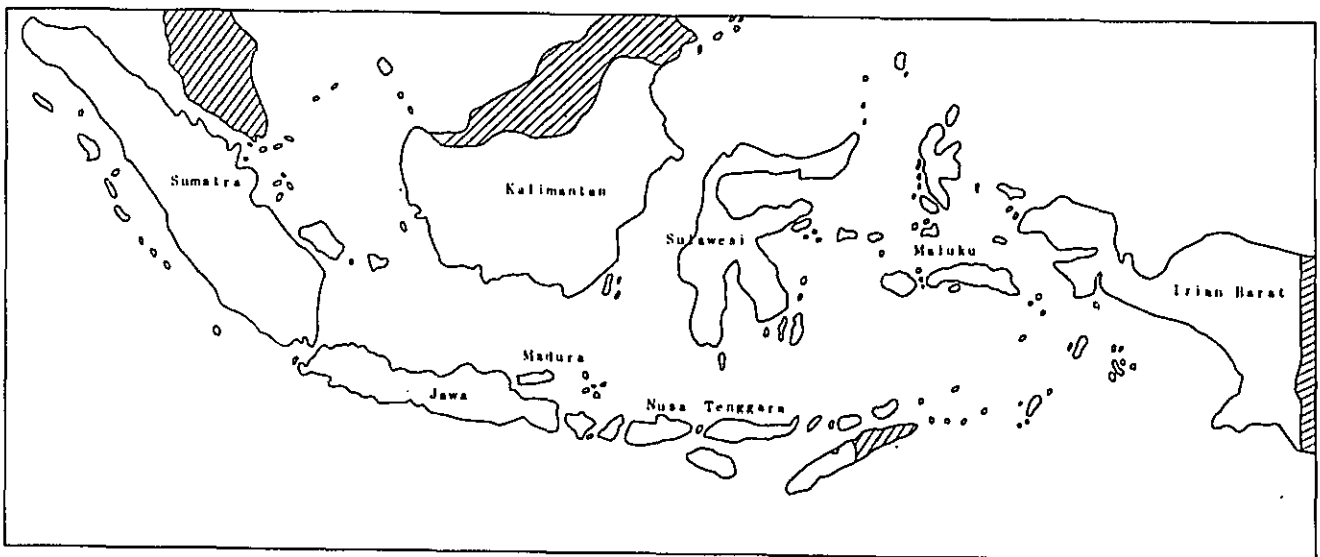 Sumatra
Kalimantan
Sulawesi
Maluku
Irian Barat
Madura
Jawa
Nusa Tenggara